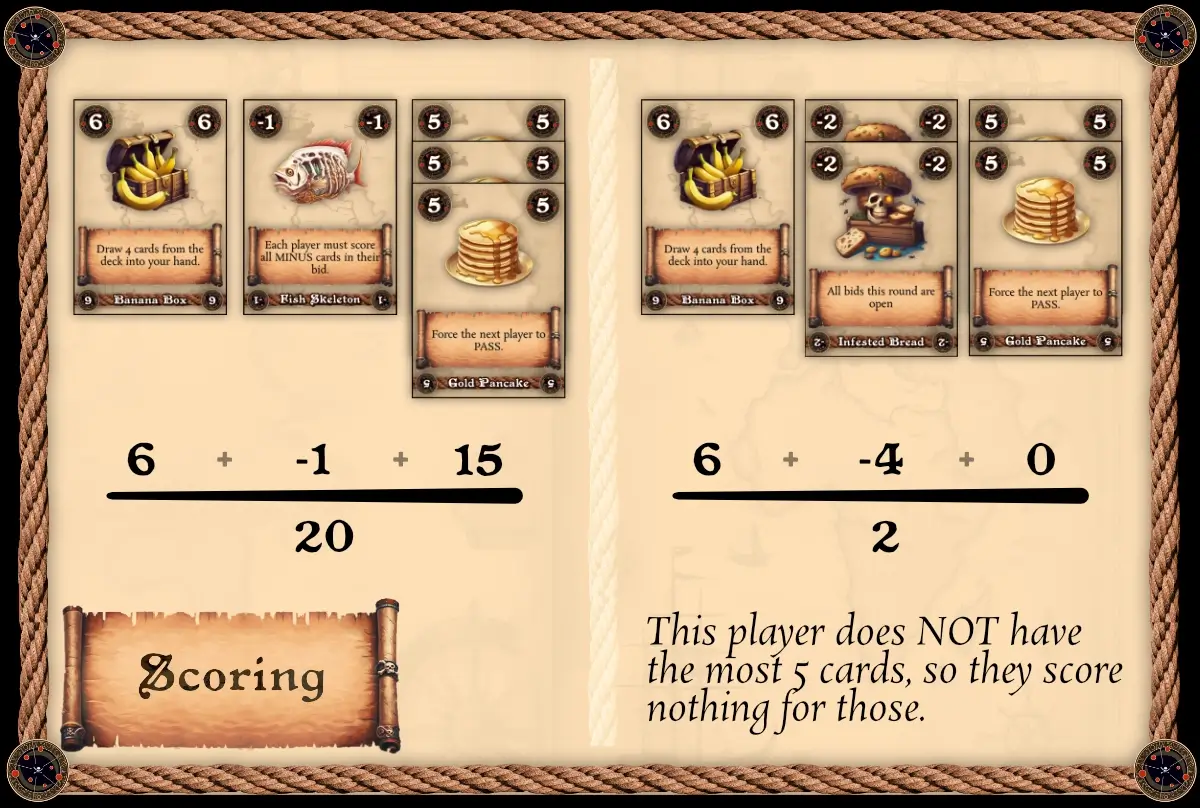 6 6
Draw 4 cards from the
deck into your hand.
6 Banana Box 6
-1 -1
Each player must score
all MINUS cards in their
bid.
-1 Fish Skeleton -1
5 5
5 5
5 5
Force the next player to
PASS.
5 Gold Pancake 5
6 + -1 + 15
20
Scoring
6 6
Draw 4 cards from the
deck into your hand.
6 Banana Box 6
-2 -2
-2 -2
All bids this round are
open
-2 Infested Bread -2
5 5
5 5
Force the next player to
PASS.
5 Gold Pancake 5
6 + -4 + 0
2
This player does NOT have
the most 5 cards, so they score
nothing for those.